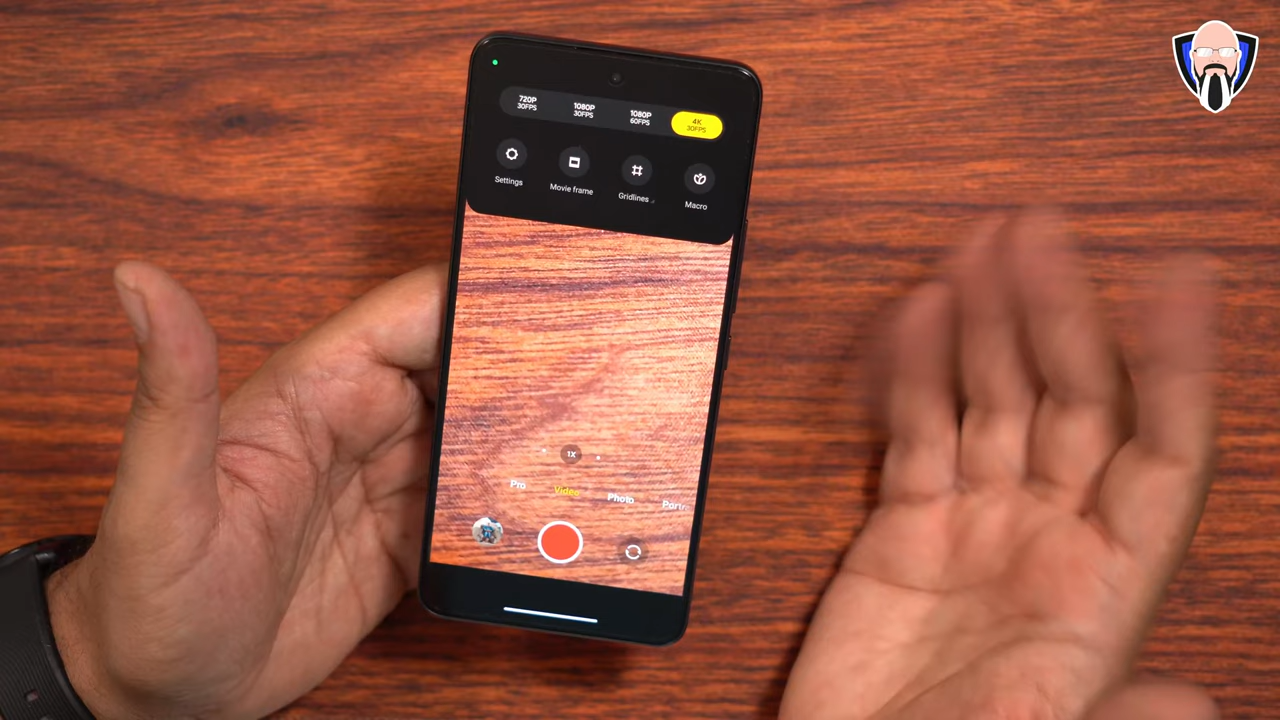 720P 1080P 1080P 4K
30FPS 30FPS 60FPS 30FPS
Settings Movie frame Gridlines Macro
1X
Pro Video Photo Portr